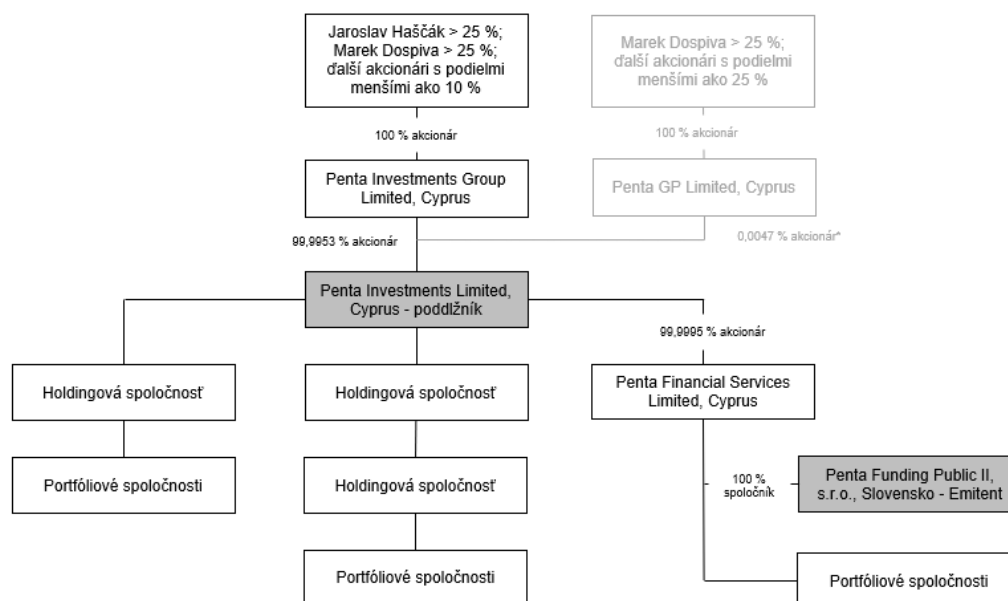 Jaroslav Haščák > 25 %;
Marek Dospiva > 25 %;
ďalší akcionári s podielmi
menšími ako 10 %
Marek Dospiva > 25 %;
ďalší akcionári s podielmi
menšími ako 25 %
100 % akcionár
100 % akcionár
Penta Investments Group
Limited, Cyprus
Penta GP Limited, Cyprus
99,9953 % akcionár
0,0047 % akcionár*
Penta Investments Limited,
Cyprus - poddlžník
99,9995 % akcionár
Holdingová spoločnosť
Holdingová spoločnosť
Penta Financial Services
Limited, Cyprus
Portfóliové spoločnosti
Holdingová spoločnosť
100 %
spoločník
Penta Funding Public II,
s.r.o., Slovensko - Emitent
Portfóliové spoločnosti
Portfóliové spoločnosti